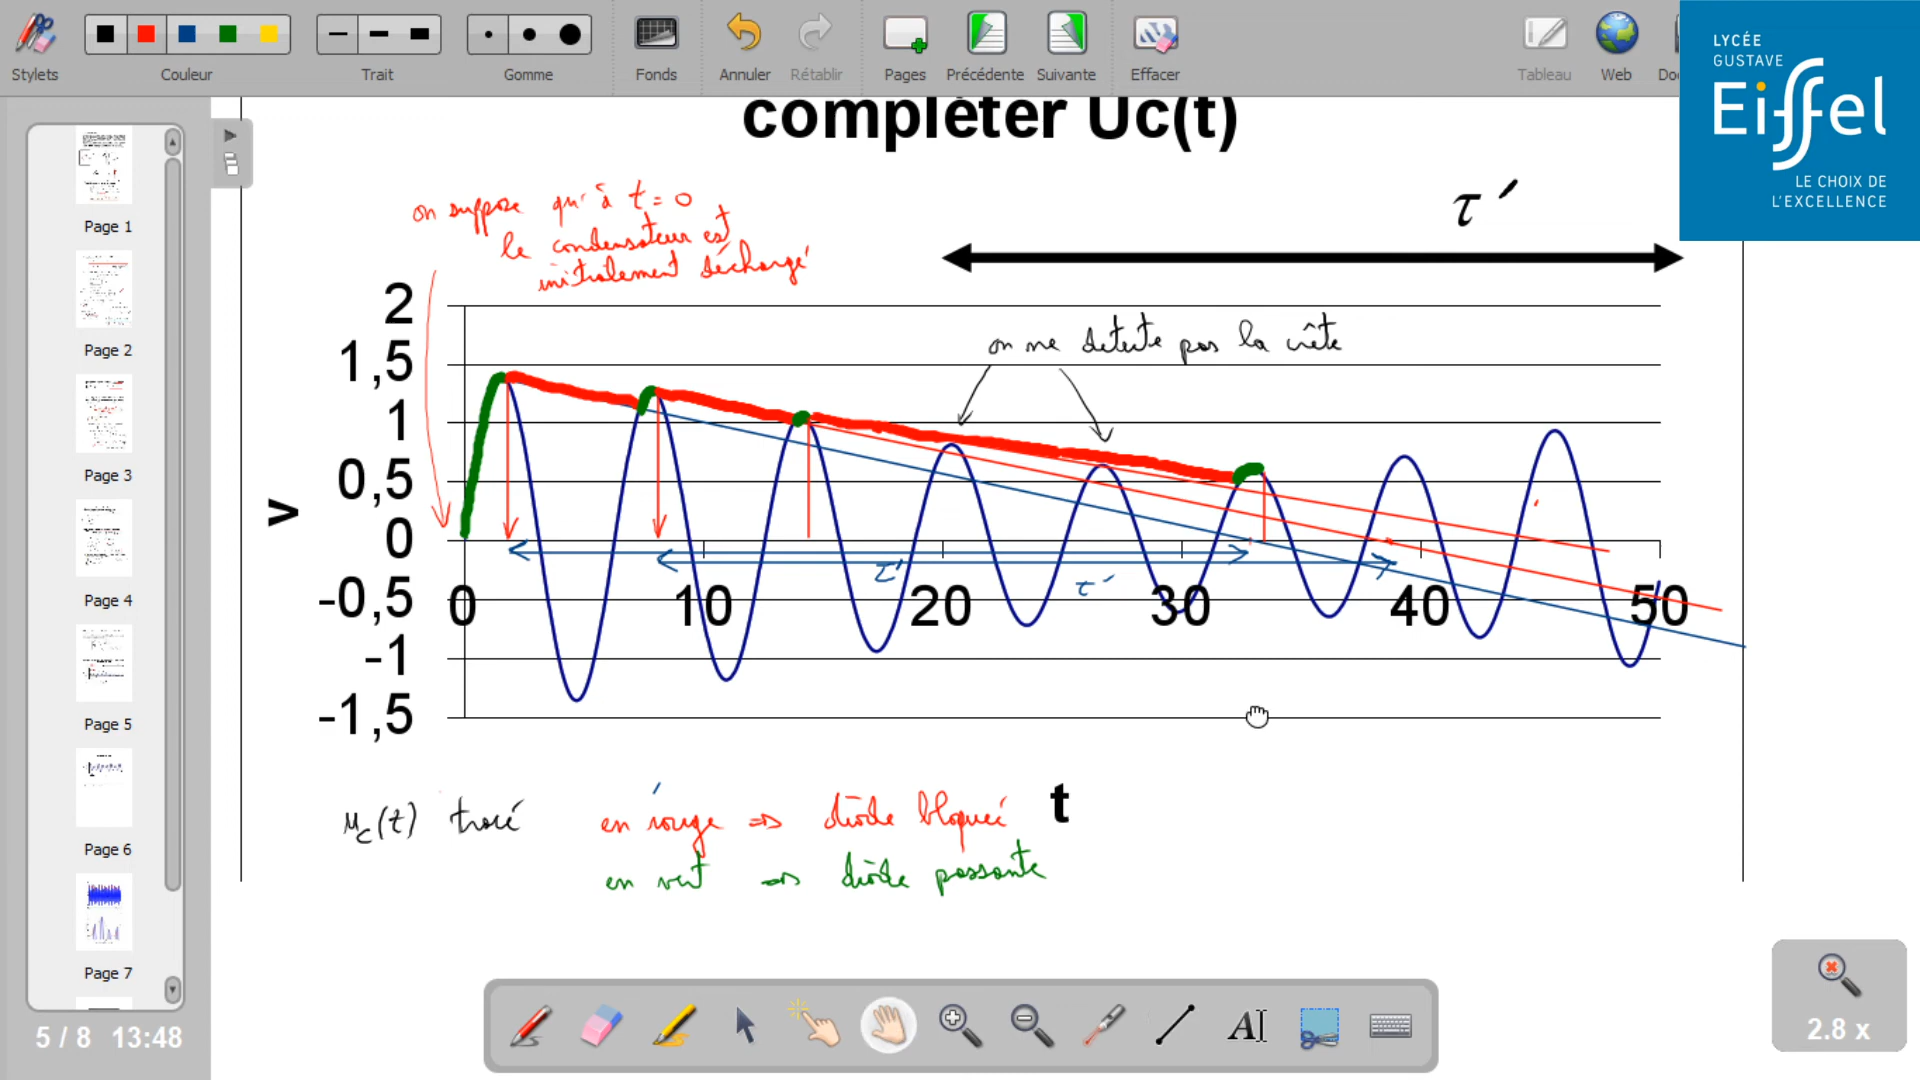 Stylets
Couleur
Trait
Gomme
Fonds
Annuler
Rétablir
Pages
Précédente
Suivante
Effacer
Tableau
Web
LYCÉE
GUSTAVE
Eiffel
LE CHOIX DE
L'EXCELLENCE
compléter Uc(t)
τ'
on suppose qu'à t = 0
le condensateur est
initialement déchargé
on ne detecte pas la crête
2
1,5
1
0,5
0
-0,5
-1
-1,5
v
τ'
τ'
0 10 20 30 40 50
t
uc(t) tracé en rouge => diode bloquée
en vert => diode passante
Page 1
Page 2
Page 3
Page 4
Page 5
Page 6
Page 7
5 / 8 13:48
AI
2.8 x